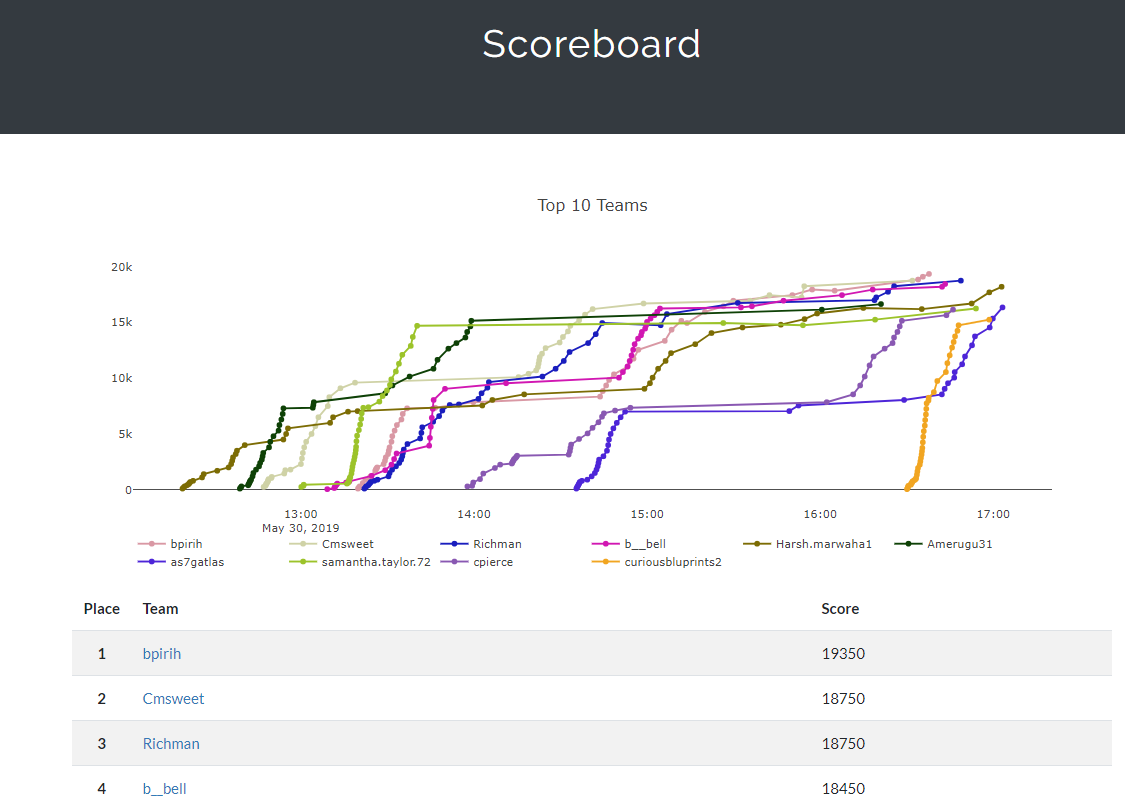 Scoreboard
Top 10 Teams
20k
15k
10k
5k
0
13:00 14:00 15:00 16:00 17:00
May 30, 2019
bpirih Cmsweet Richman b__bell Harsh.marwaha1 Amerugu31
as7gatlas samantha.taylor.72 cpierce curiousbluprints2
Place Team Score
1 bpirih 19350
2 Cmsweet 18750
3 Richman 18750
4 b__bell 18450